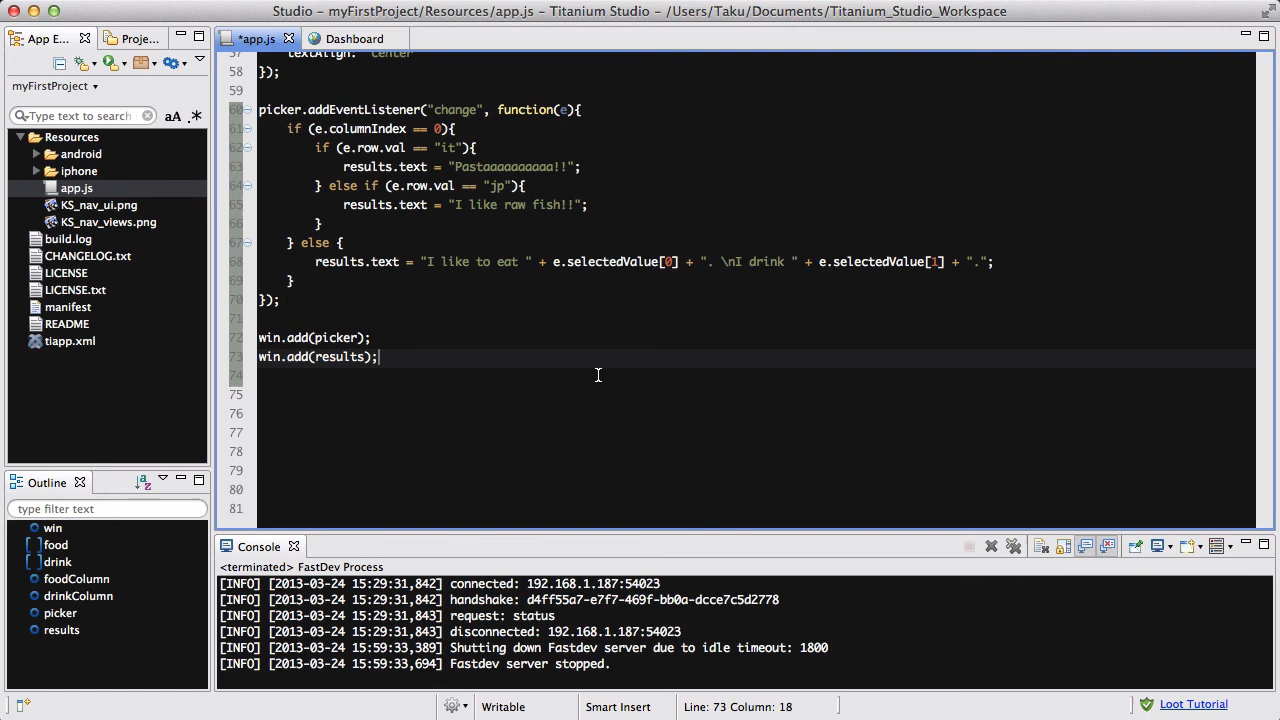 Studio - myFirstProject/Resources/app.js - Titanium Studio - /Users/Taku/Documents/Titanium_Studio_Workspace
App E...
Proje...
*app.js
Dashboard
myFirstProject
Type text to search
aA .*
Resources
android
iphone
app.js
KS_nav_ui.png
KS_nav_views.png
build.log
CHANGELOG.txt
LICENSE
LICENSE.txt
manifest
README
tiapp.xml
57 textAlign: "center"
58 });
59
60 picker.addEventListener("change", function(e){
61 if (e.columnIndex == 0){
62 if (e.row.val == "it"){
63 results.text = "Pastaaaaaaaaaa!!";
64 } else if (e.row.val == "jp"){
65 results.text = "I like raw fish!!";
66 }
67 } else {
68 results.text = "I like to eat " + e.selectedValue[0] + ". \nI drink " + e.selectedValue[1] + ".";
69 }
70 });
71
72 win.add(picker);
73 win.add(results);
74
75
76
77
78
79
80
81
Outline
type filter text
win
food
drink
foodColumn
drinkColumn
picker
results
Console
<terminated> FastDev Process
[INFO] [2013-03-24 15:29:31,842] connected: 192.168.1.187:54023
[INFO] [2013-03-24 15:29:31,842] handshake: d4ff55a7-e7f7-469f-bb0a-dcce7c5d2778
[INFO] [2013-03-24 15:29:31,843] request: status
[INFO] [2013-03-24 15:29:31,843] disconnected: 192.168.1.187:54023
[INFO] [2013-03-24 15:59:33,389] Shutting down Fastdev server due to idle timeout: 1800
[INFO] [2013-03-24 15:59:33,694] Fastdev server stopped.
Writable
Smart Insert
Line: 73 Column: 18
Loot Tutorial